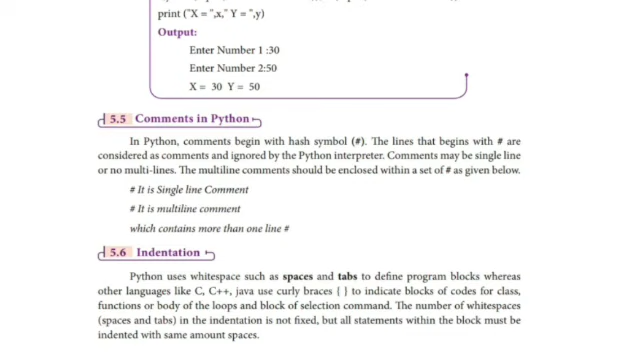 print ("X = ",x," Y = ",y)
Output:
Enter Number 1 :30
Enter Number 2:50
X = 30 Y = 50
5.5 Comments in Python
In Python, comments begin with hash symbol (#). The lines that begins with # are
considered as comments and ignored by the Python interpreter. Comments may be single line
or no multi-lines. The multiline comments should be enclosed within a set of # as given below.
# It is Single line Comment
# It is multiline comment
which contains more than one line #
5.6 Indentation
Python uses whitespace such as spaces and tabs to define program blocks whereas
other languages like C, C++, java use curly braces { } to indicate blocks of codes for class,
functions or body of the loops and block of selection command. The number of whitespaces
(spaces and tabs) in the indentation is not fixed, but all statements within the block must be
indented with same amount spaces.